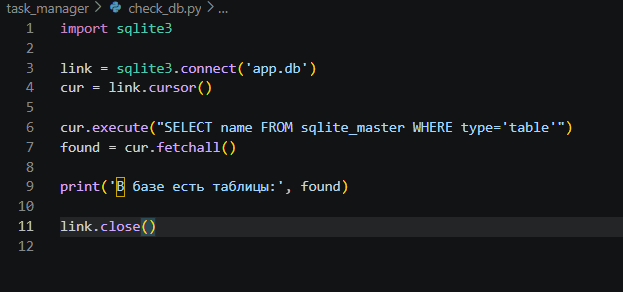 task_manager > check_db.py > ...
1 import sqlite3
2
3 link = sqlite3.connect('app.db')
4 cur = link.cursor()
5
6 cur.execute("SELECT name FROM sqlite_master WHERE type='table'")
7 found = cur.fetchall()
8
9 print('В базе есть таблицы:', found)
10
11 link.close()
12